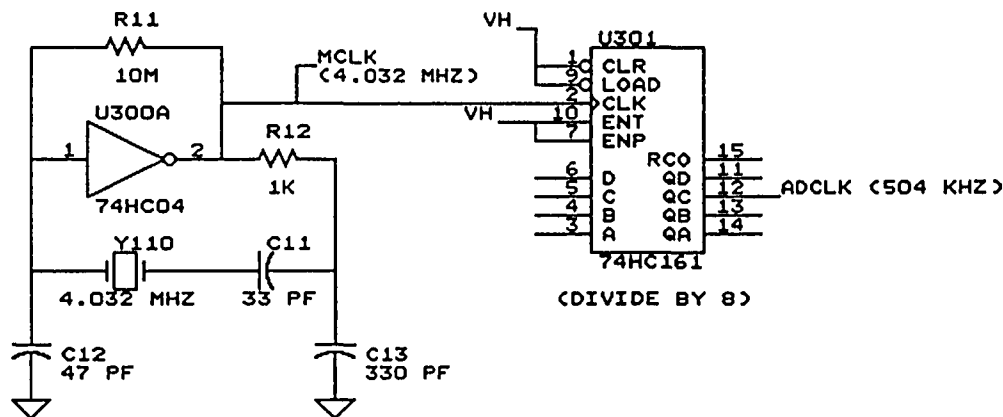 R11
10M
U300A
1
2
74HC04
R12
1K
Y110
4.032 MHZ
C11
33 PF
C12
47 PF
C13
330 PF
MCLK
(4.032 MHZ)
VH
VH
U301
1 CLR
9 LOAD
2 CLK
10 ENT
7 ENP
RCO 15
6 D QD 11
5 C QC 12
4 B QB 13
3 A QA 14
74HC161
ADCLK (504 KHZ)
(DIVIDE BY 8)